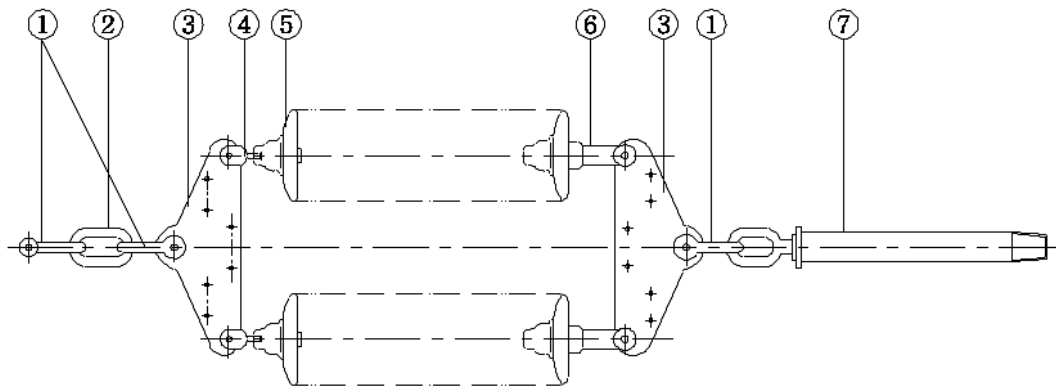 ① ② ③ ④ ⑤ ⑥ ③ ① ⑦